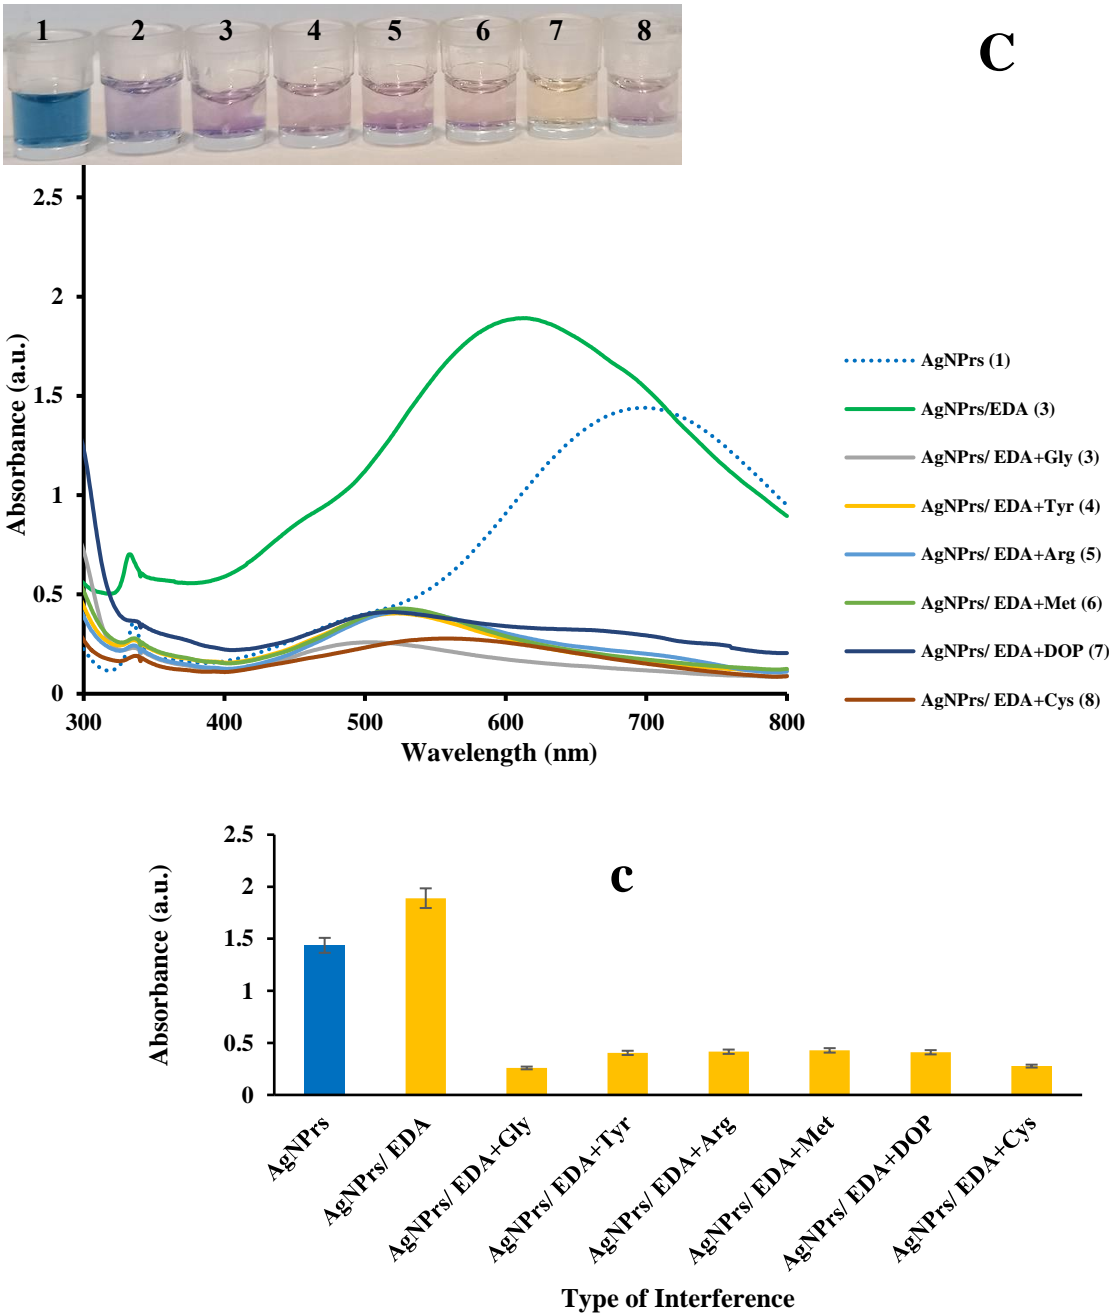 1 2 3 4 5 6 7 8
C
2.5
2
1.5
1
0.5
0
Absorbance (a.u.)
300 400 500 600 700 800
Wavelength (nm)
AgNPrs (1)
AgNPrs/EDA (3)
AgNPrs/ EDA+Gly (3)
AgNPrs/ EDA+Tyr (4)
AgNPrs/ EDA+Arg (5)
AgNPrs/ EDA+Met (6)
AgNPrs/ EDA+DOP (7)
AgNPrs/ EDA+Cys (8)
c
2.5
2
1.5
1
0.5
0
Absorbance (a.u.)
AgNPrs
AgNPrs/ EDA
AgNPrs/ EDA+Gly
AgNPrs/ EDA+Tyr
AgNPrs/ EDA+Arg
AgNPrs/ EDA+Met
AgNPrs/ EDA+DOP
AgNPrs/ EDA+Cys
Type of Interference